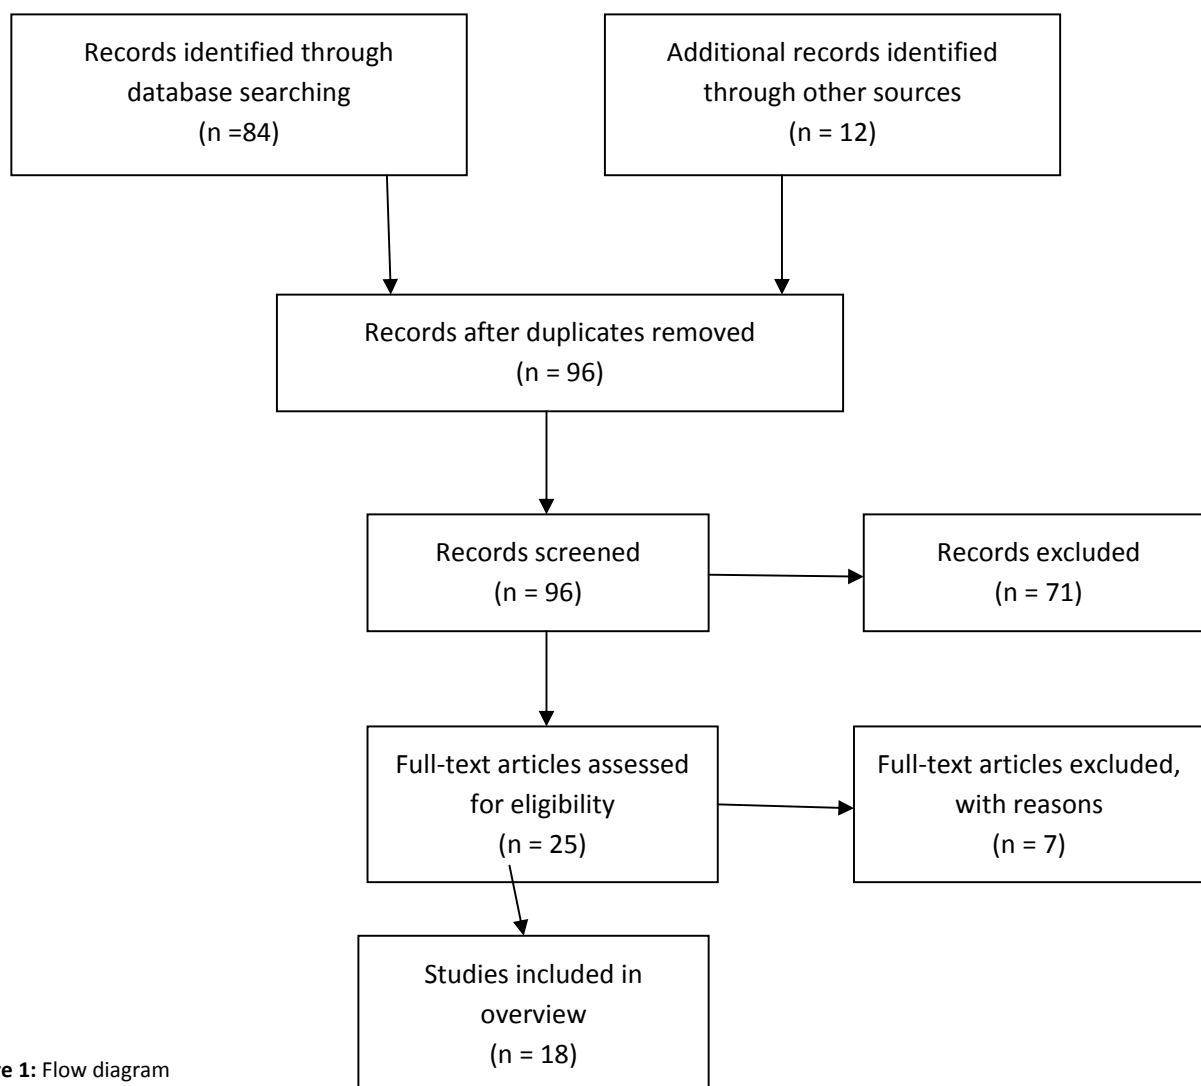 Records identified through
database searching
(n =84)
Additional records identified
through other sources
(n = 12)
Records after duplicates removed
(n = 96)
Records screened
(n = 96)
Records excluded
(n = 71)
Full-text articles assessed
for eligibility
(n = 25)
Full-text articles excluded,
with reasons
(n = 7)
Studies included in
overview
(n = 18)
re 1: Flow diagram